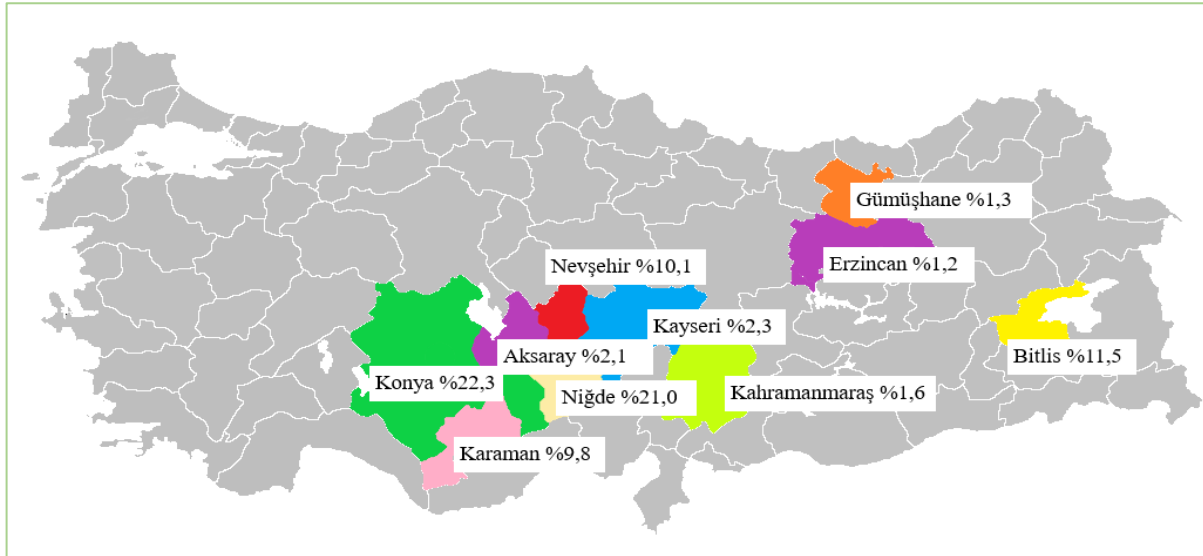 Gümüşhane %1,3
Erzincan %1,2
Nevşehir %10,1
Kayseri %2,3
Bitlis %11,5
Aksaray %2,1
Konya %22,3
Niğde %21,0
Kahramanmaraş %1,6
Karaman %9,8